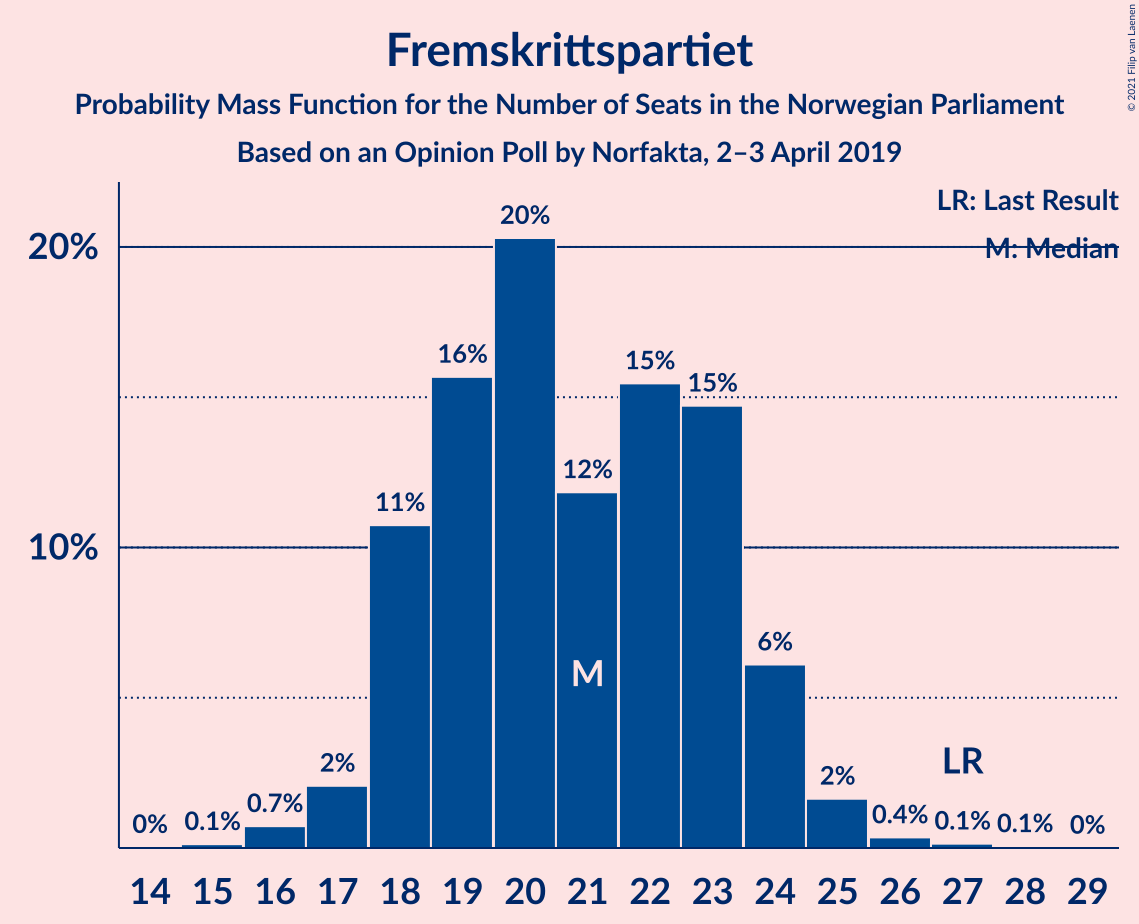 Fremskrittspartiet
Probability Mass Function for the Number of Seats in the Norwegian Parliament
Based on an Opinion Poll by Norfakta, 2–3 April 2019
© 2021 Filip van Laenen
LR: Last Result
M: Median
20%
10%
0%
0.1%
0.7%
2%
11%
16%
20%
12%
15%
15%
6%
2%
0.4%
0.1%
0.1%
0%
M
LR
14 15 16 17 18 19 20 21 22 23 24 25 26 27 28 29